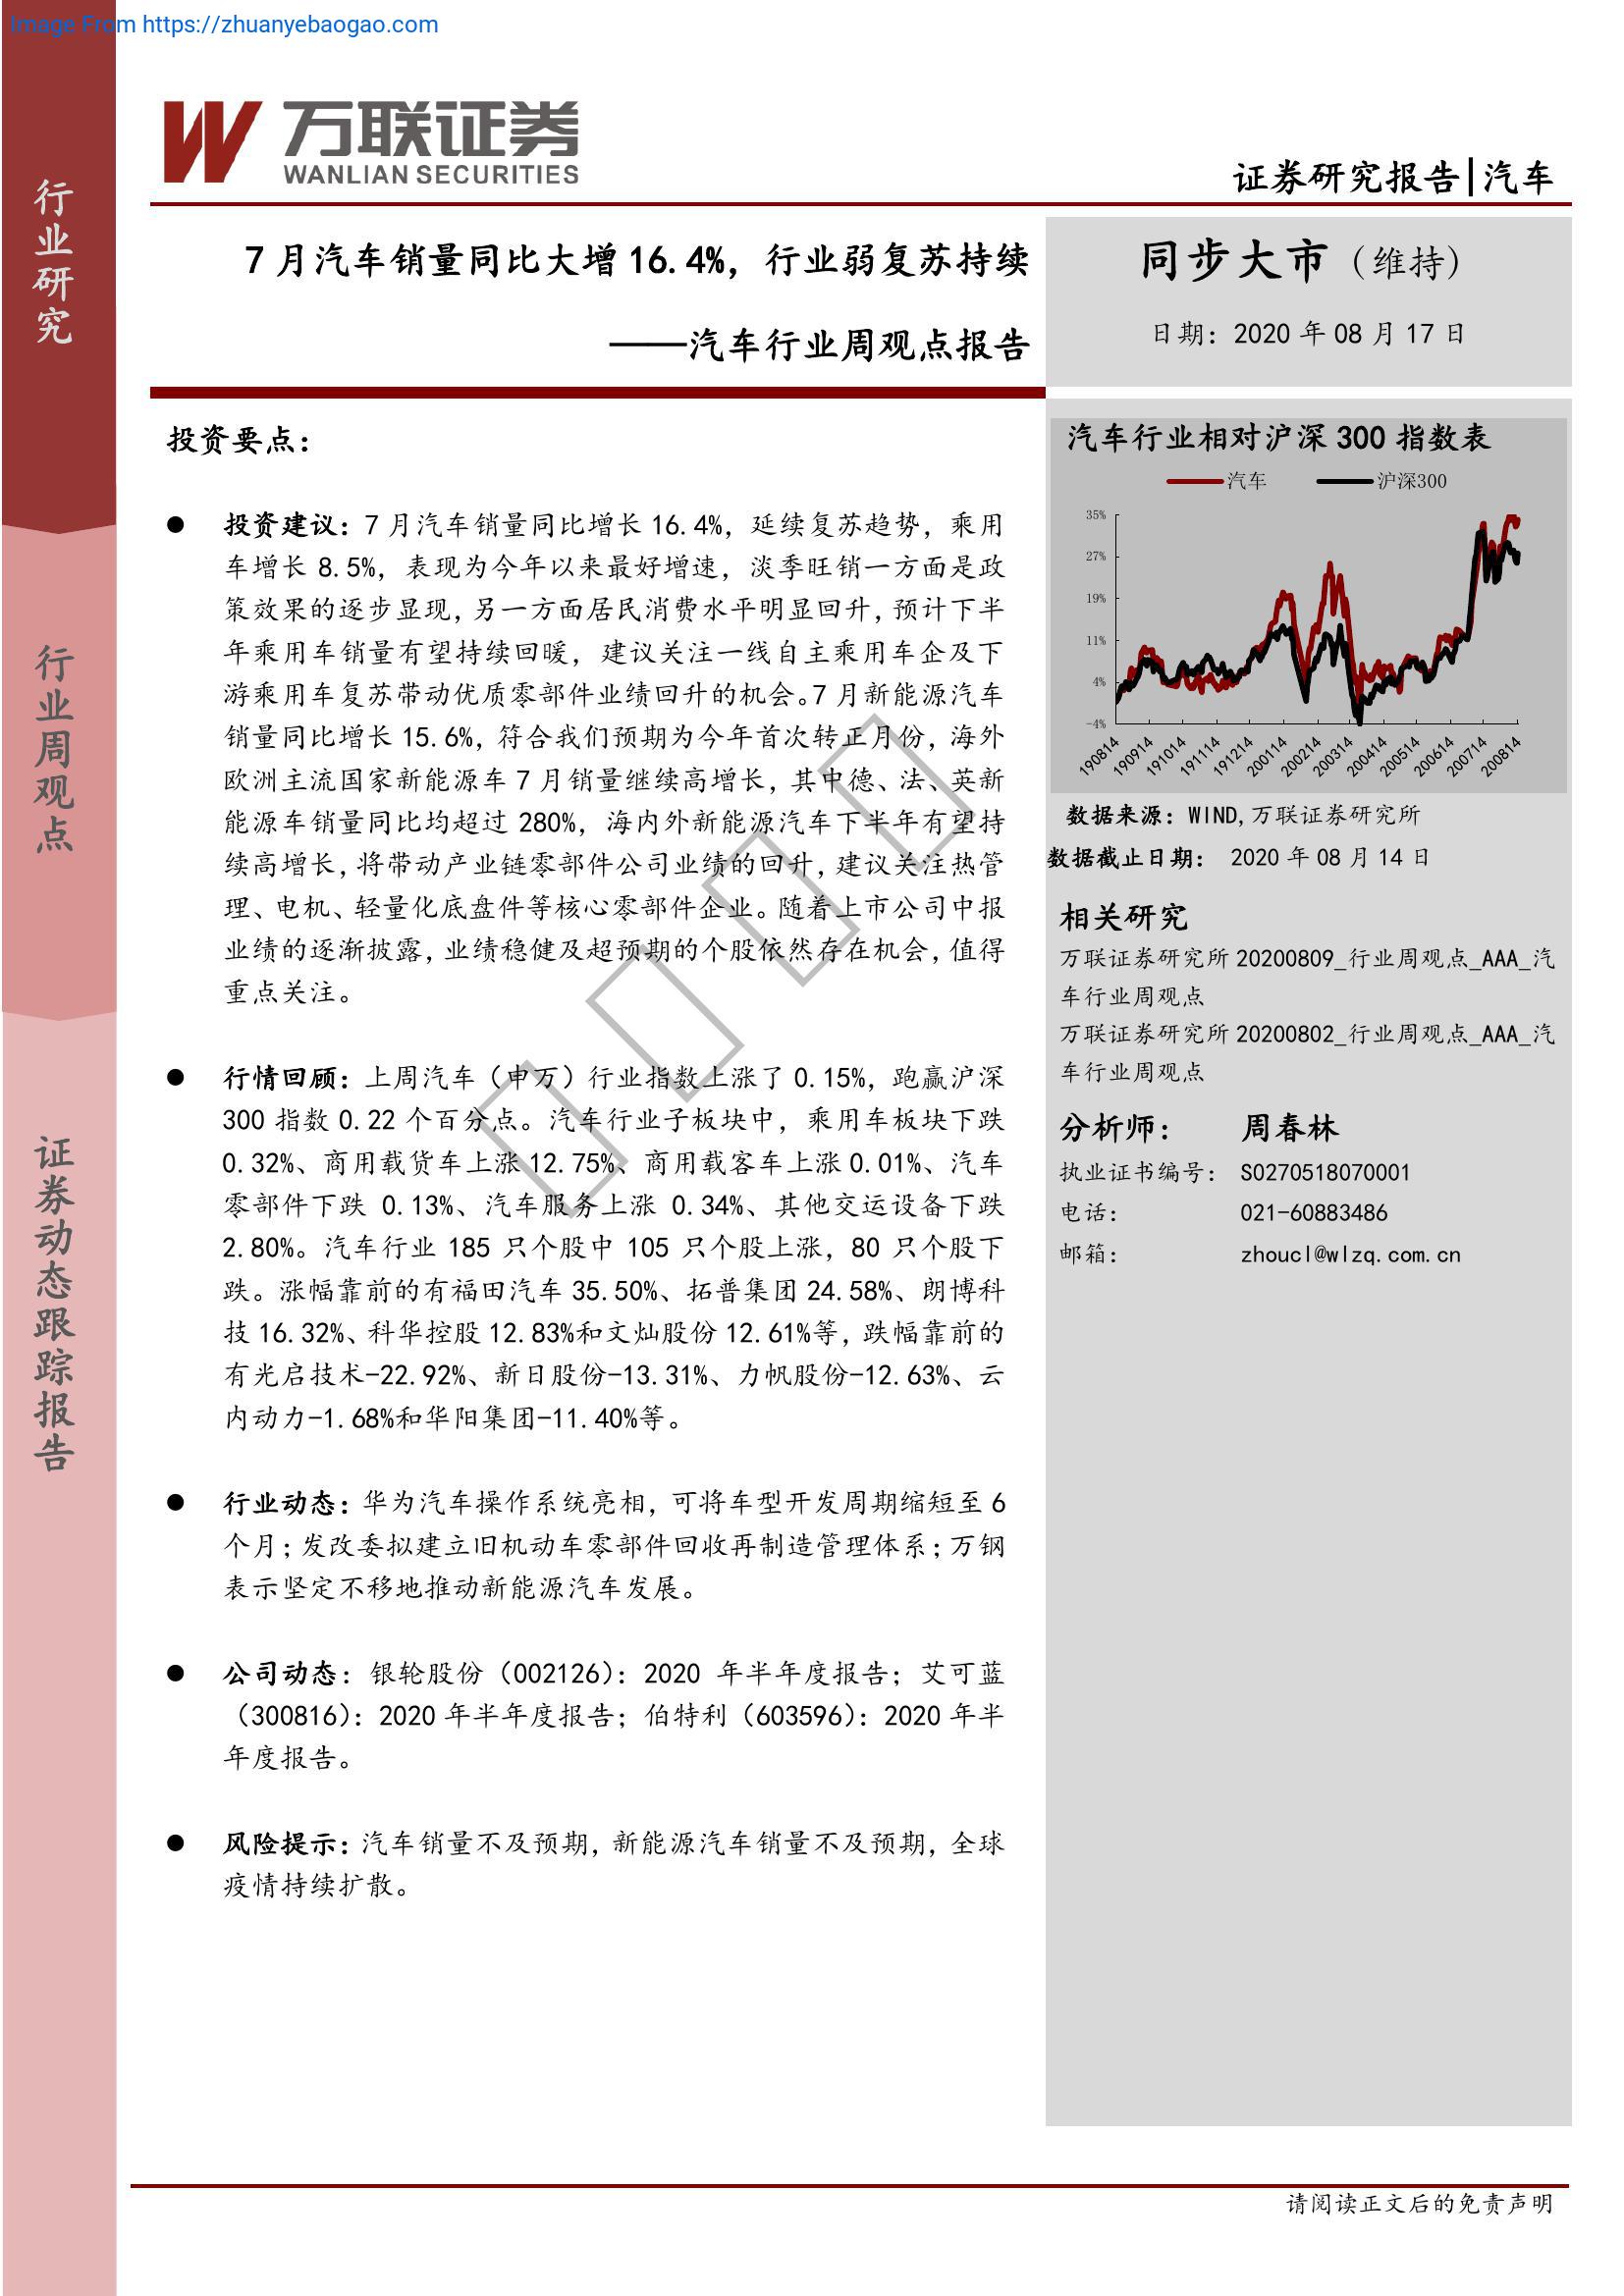 Image From https://zhuanyebaogao.com
万联证券
WANLIAN SECURITIES
证券研究报告|汽车
行业研究
行业周观点
证券动态跟踪报告
7 月汽车销量同比大增 16.4%，行业弱复苏持续
——汽车行业周观点报告
同步大市（维持）
日期：2020 年 08 月 17 日
投资要点：
● 投资建议：7 月汽车销量同比增长 16.4%，延续复苏趋势，乘用
车增长 8.5%，表现为今年以来最好增速，淡季旺销一方面是政
策效果的逐步显现，另一方面居民消费水平明显回升，预计下半
年乘用车销量有望持续回暖，建议关注一线自主乘用车企及下
游乘用车复苏带动优质零部件业绩回升的机会。7 月新能源汽车
销量同比增长 15.6%，符合我们预期为今年首次转正月份，海外
欧洲主流国家新能源车 7 月销量继续高增长，其中德、法、英新
能源车销量同比均超过 280%，海内外新能源汽车下半年有望持
续高增长，将带动产业链零部件公司业绩的回升，建议关注热管
理、电机、轻量化底盘件等核心零部件企业。随着上市公司中报
业绩的逐渐披露，业绩稳健及超预期的个股依然存在机会，值得
重点关注。
● 行情回顾：上周汽车（申万）行业指数上涨了 0.15%，跑赢沪深
300 指数 0.22 个百分点。汽车行业子板块中，乘用车板块下跌
0.32%、商用载货车上涨 12.75%、商用载客车上涨 0.01%、汽车
零部件下跌 0.13%、汽车服务上涨 0.34%、其他交运设备下跌
2.80%。汽车行业 185 只个股中 105 只个股上涨，80 只个股下
跌。涨幅靠前的有福田汽车 35.50%、拓普集团 24.58%、朗博科
技 16.32%、科华控股 12.83%和文灿股份 12.61%等，跌幅靠前的
有光启技术-22.92%、新日股份-13.31%、力帆股份-12.63%、云
内动力-1.68%和华阳集团-11.40%等。
● 行业动态：华为汽车操作系统亮相，可将车型开发周期缩短至 6
个月；发改委拟建立旧机动车零部件回收再制造管理体系；万钢
表示坚定不移地推动新能源汽车发展。
● 公司动态：银轮股份（002126）：2020 年半年度报告；艾可蓝
（300816）：2020 年半年度报告；伯特利（603596）：2020 年半
年度报告。
● 风险提示：汽车销量不及预期，新能源汽车销量不及预期，全球
疫情持续扩散。
汽车行业相对沪深 300 指数表
汽车 沪深300
35%
27%
19%
11%
4%
-4%
190814 190914 191014 191114 191214 200114 200214 200314 200414 200514 200614 200714 200814
数据来源：WIND,万联证券研究所
数据截止日期： 2020 年 08 月 14 日
相关研究
万联证券研究所 20200809_行业周观点_AAA_汽
车行业周观点
万联证券研究所 20200802_行业周观点_AAA_汽
车行业周观点
分析师： 周春林
执业证书编号： S0270518070001
电话： 021-60883486
邮箱： zhoucl@wlzq.com.cn
请阅读正文后的免责声明